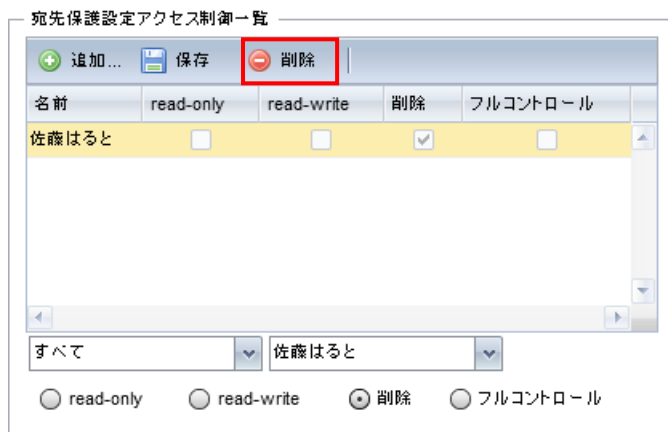 宛先保護設定アクセス制御一覧
追加... 保存 削除
名前 read-only read-write 削除 フルコントロール
佐藤はると
すべて 佐藤はると
read-only read-write 削除 フルコントロール